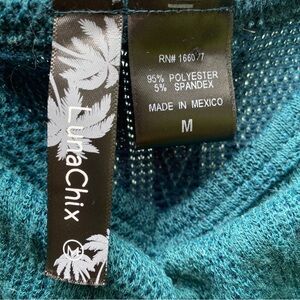 LunaChix
RN# 166077
95% POLYESTER
5% SPANDEX
MADE IN MEXICO
M